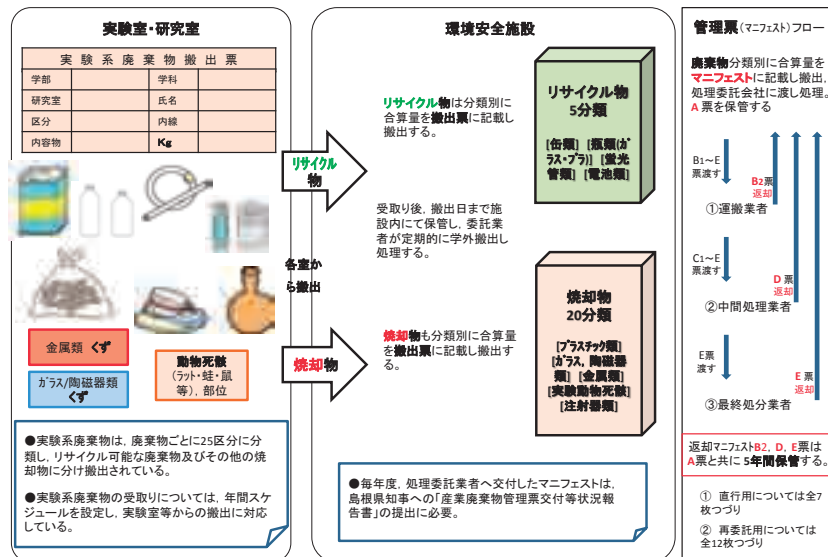 実験室・研究室
実 験 系 廃 棄 物 搬 出 票
学部 学科
研究室 氏名
区分 内線
内容物 Kg
リサイクル
物
各室か
ら搬出
焼却物
金属類 くず
ガラス/陶磁器類
くず
動物死骸
(ラット・蛙・鼠
等), 部位
●実験系廃棄物は, 廃棄物ごとに25区分に分
類し, リサイクル可能な廃棄物及びその他の焼
却物に分け搬出されている。
●実験系廃棄物の受取りについては, 年間スケ
ジュールを設定し, 実験室等からの搬出に対応
している。
環境安全施設
リサイクル物は分類別に
合算量を搬出票に記載し
搬出する。
リサイクル物
5分類
[缶類] [瓶類(ガ
ラス・プラ)] [蛍光
管類] [電池類]
受取り後, 搬出日まで施
設内にて保管し, 委託業
者が定期的に学外搬出し
処理する。
焼却物も分類別に合算量
を搬出票に記載し搬出す
る。
焼却物
20分類
[プラスチック類]
[ガラス, 陶磁器
類] [金属類]
[実験動物死骸]
[注射器類]
●毎年度, 処理委託業者へ交付したマニフェストは,
島根県知事への「産業廃棄物管理票交付等状況報
告書」の提出に必要。
管理票(マニフェスト)フロー
廃棄物分類別に合算量を
マニフェストに記載し搬出,
処理委託会社に渡し処理。
A 票を保管する
B1～E
票渡す
B2票
返却
①運搬業者
C1～E
票渡す
D 票
返却
②中間処理業者
E票
渡す
E 票
返却
③最終処分業者
返却マニフェストB2, D, E票は
A票と共に 5年間保管する。
① 直行用については全7
枚つづり
② 再委託用については
全12枚つづり